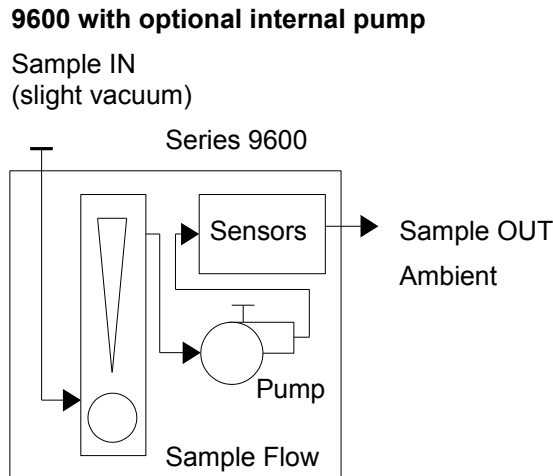 9600 with optional internal pump
Sample IN
(slight vacuum)
Series 9600
Sensors
Sample OUT
Ambient
Pump
Sample Flow